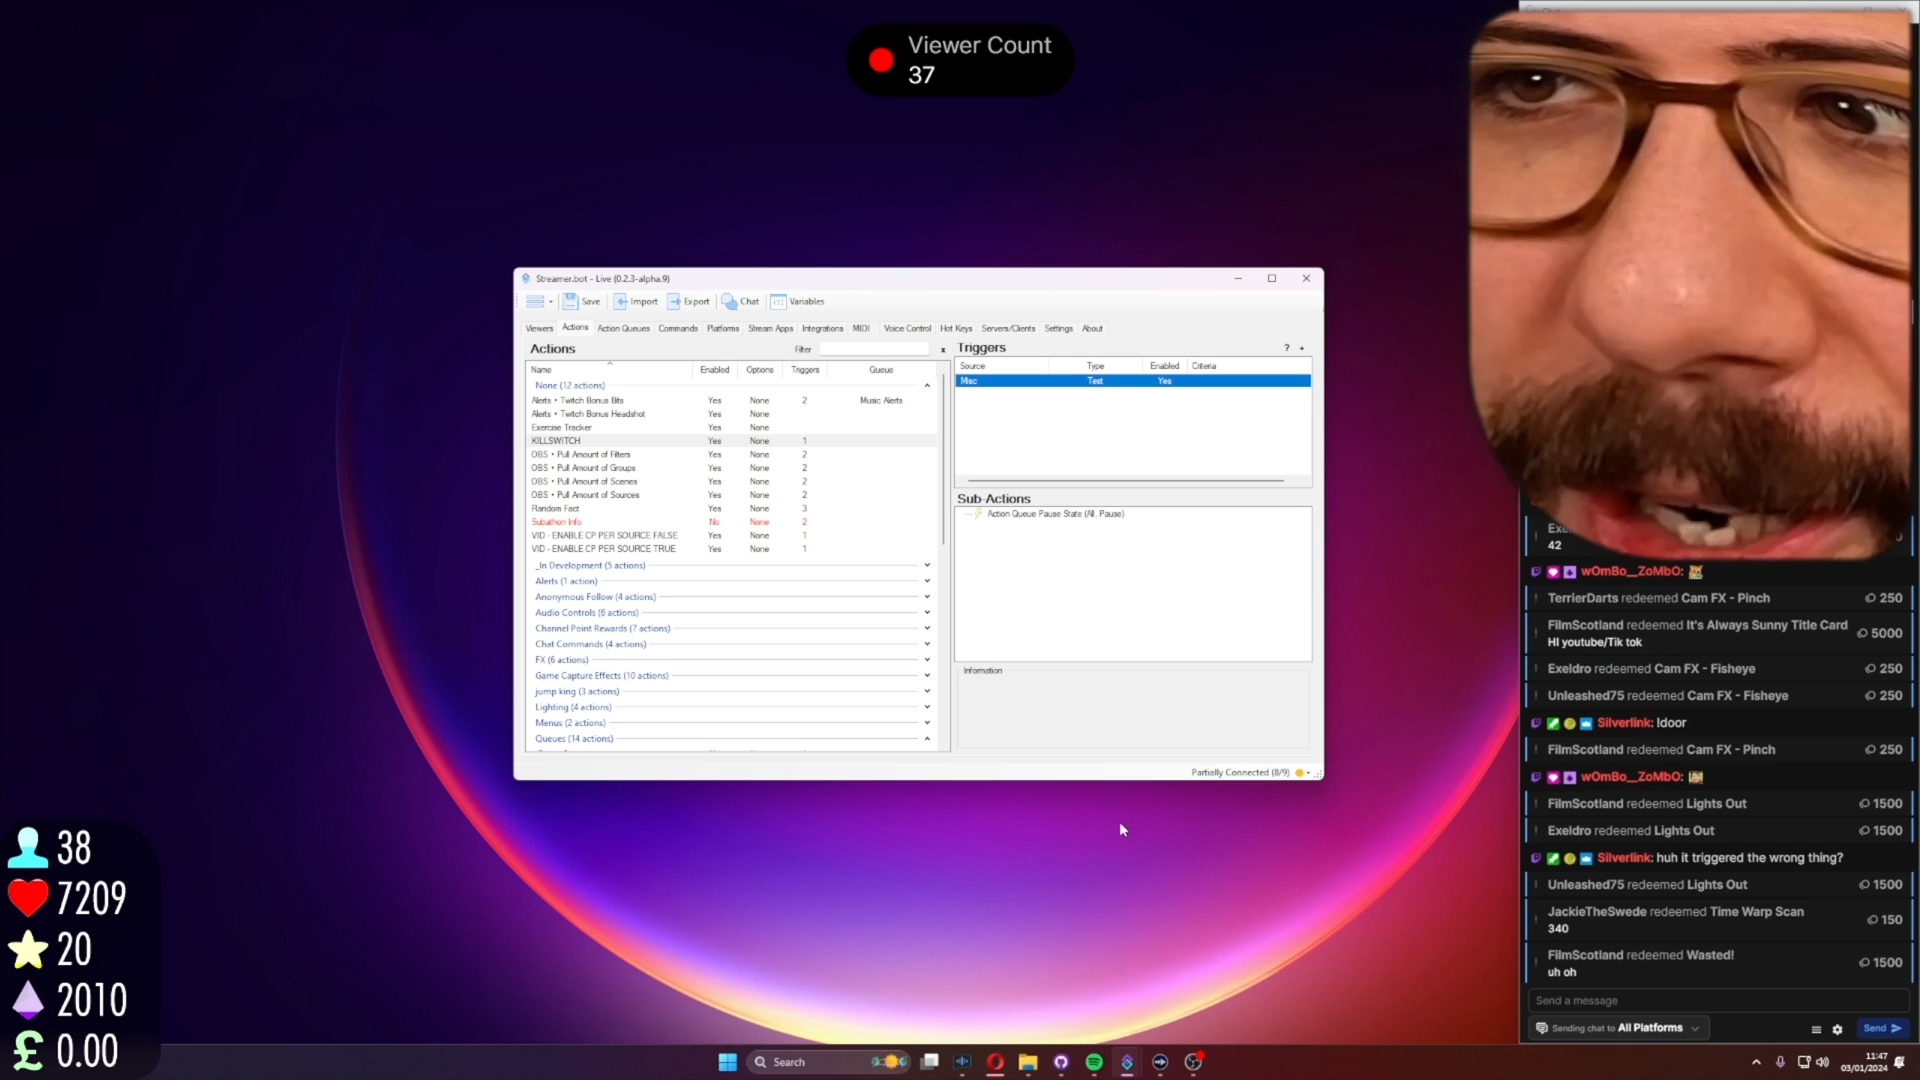 Viewer Count
37
Streamer.bot - Live (0.2.3-alpha.9)
Save Import Export Chat Variables
Viewers Actions Action Queues Commands Platforms Stream Apps Integrations MIDI Voice Control Hot Keys Servers/Clients Settings About
Actions Filter x
Name Enabled Options Triggers Queue
None (12 actions)
Alerts • Twitch Bonus Bits Yes None 2 Music Alerts
Alerts • Twitch Bonus Headshot Yes None
Exercise Tracker Yes None
KILLSWITCH Yes None 1
OBS • Pull Amount of Filters Yes None 2
OBS • Pull Amount of Groups Yes None 2
OBS • Pull Amount of Scenes Yes None 2
OBS • Pull Amount of Sources Yes None 2
Random Fact Yes None 3
Subathon Info No None 2
VID - ENABLE CP PER SOURCE FALSE Yes None 1
VID - ENABLE CP PER SOURCE TRUE Yes None 1
_In Development (5 actions)
Alerts (1 action)
Anonymous Follow (4 actions)
Audio Controls (6 actions)
Channel Point Rewards (7 actions)
Chat Commands (4 actions)
FX (6 actions)
Game Capture Effects (10 actions)
jump king (3 actions)
Lighting (4 actions)
Menus (2 actions)
Queues (14 actions)
Triggers ?
Source Type Enabled Criteria
Misc Test Yes
Sub-Actions
Action Queue Pause State (All, Pause)
Information
Partially Connected (8/9)
38
7209
20
2010
£ 0.00
42
wOmBo__ZoMbO:
TerrierDarts redeemed Cam FX - Pinch 250
FilmScotland redeemed It's Always Sunny Title Card 5000
HI youtube/Tik tok
Exeldro redeemed Cam FX - Fisheye 250
Unleashed75 redeemed Cam FX - Fisheye 250
Silverlink: !door
FilmScotland redeemed Cam FX - Pinch 250
wOmBo__ZoMbO:
FilmScotland redeemed Lights Out 1500
Exeldro redeemed Lights Out 1500
Silverlink: huh it triggered the wrong thing?
Unleashed75 redeemed Lights Out 1500
JackieTheSwede redeemed Time Warp Scan 150
340
FilmScotland redeemed Wasted! 1500
uh oh
Send a message
Sending chat to All Platforms Send
Search
11:47
03/01/2024